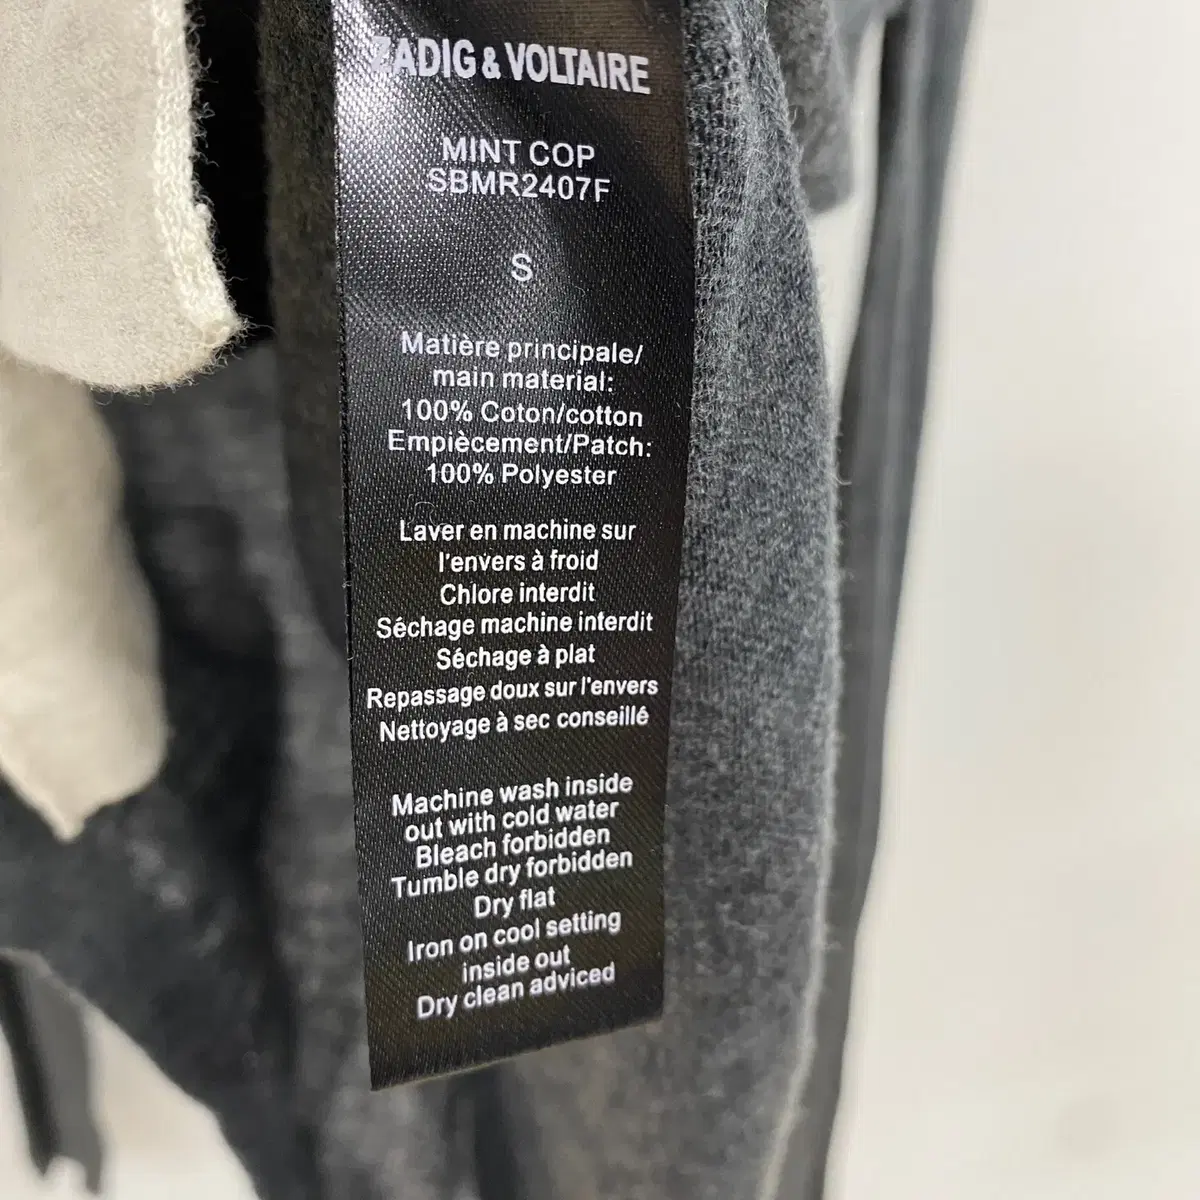 ZADIG & VOLTAIRE
MINT COP
SBMR2407F
S
Matière principale/
main material:
100% Coton/cotton
Empiècement/Patch:
100% Polyester
Laver en machine sur
l'envers à froid
Chlore interdit
Séchage machine interdit
Séchage à plat
Repassage doux sur l'envers
Nettoyage à sec conseillé
Machine wash inside
out with cold water
Bleach forbidden
Tumble dry forbidden
Dry flat
Iron on cool setting
inside out
Dry clean adviced